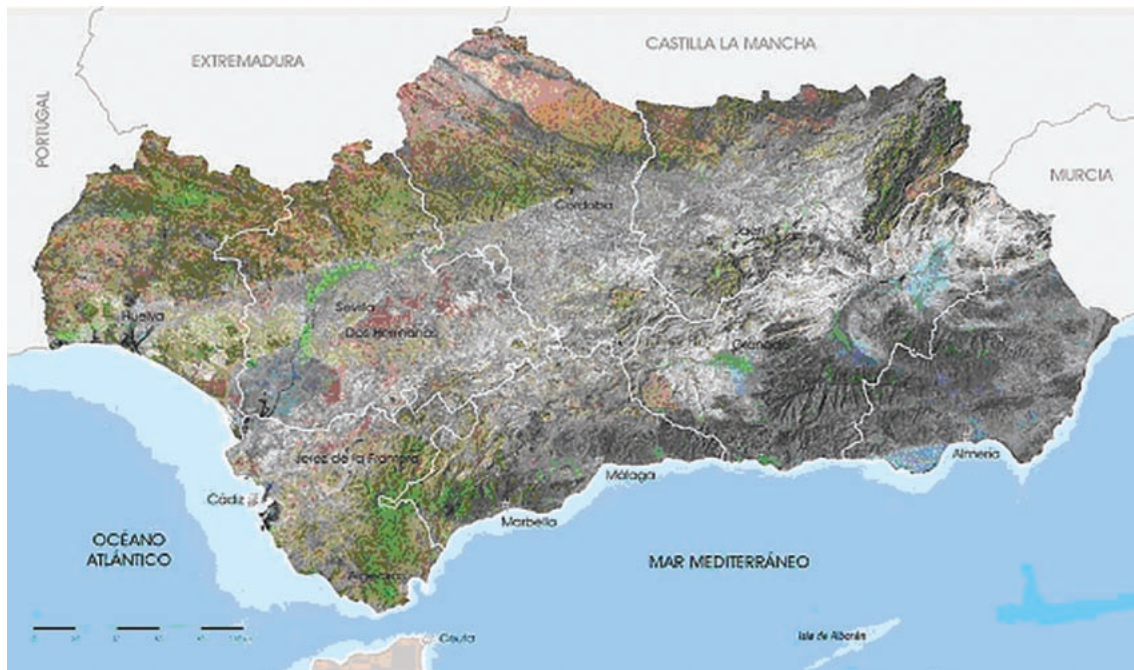 EXTREMADURA
CASTILLA LA MANCHA
PORTUGAL
MURCIA
Córdoba
Jaén
Sevilla
Huelva
Dos Hermanas
Granada
Jerez de la Frontera
Almería
Málaga
Cádiz
Marbella
OCÉANO
ATLÁNTICO
MAR MEDITERRÁNEO
Algeciras
Ceuta
Isla de Alborán